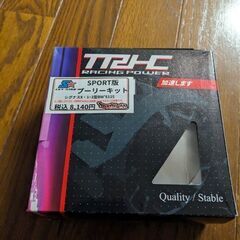 TRHC
RACING POWER
加速します
SPORT版
プーリーキット
税込 8,140円
Quality / Stable